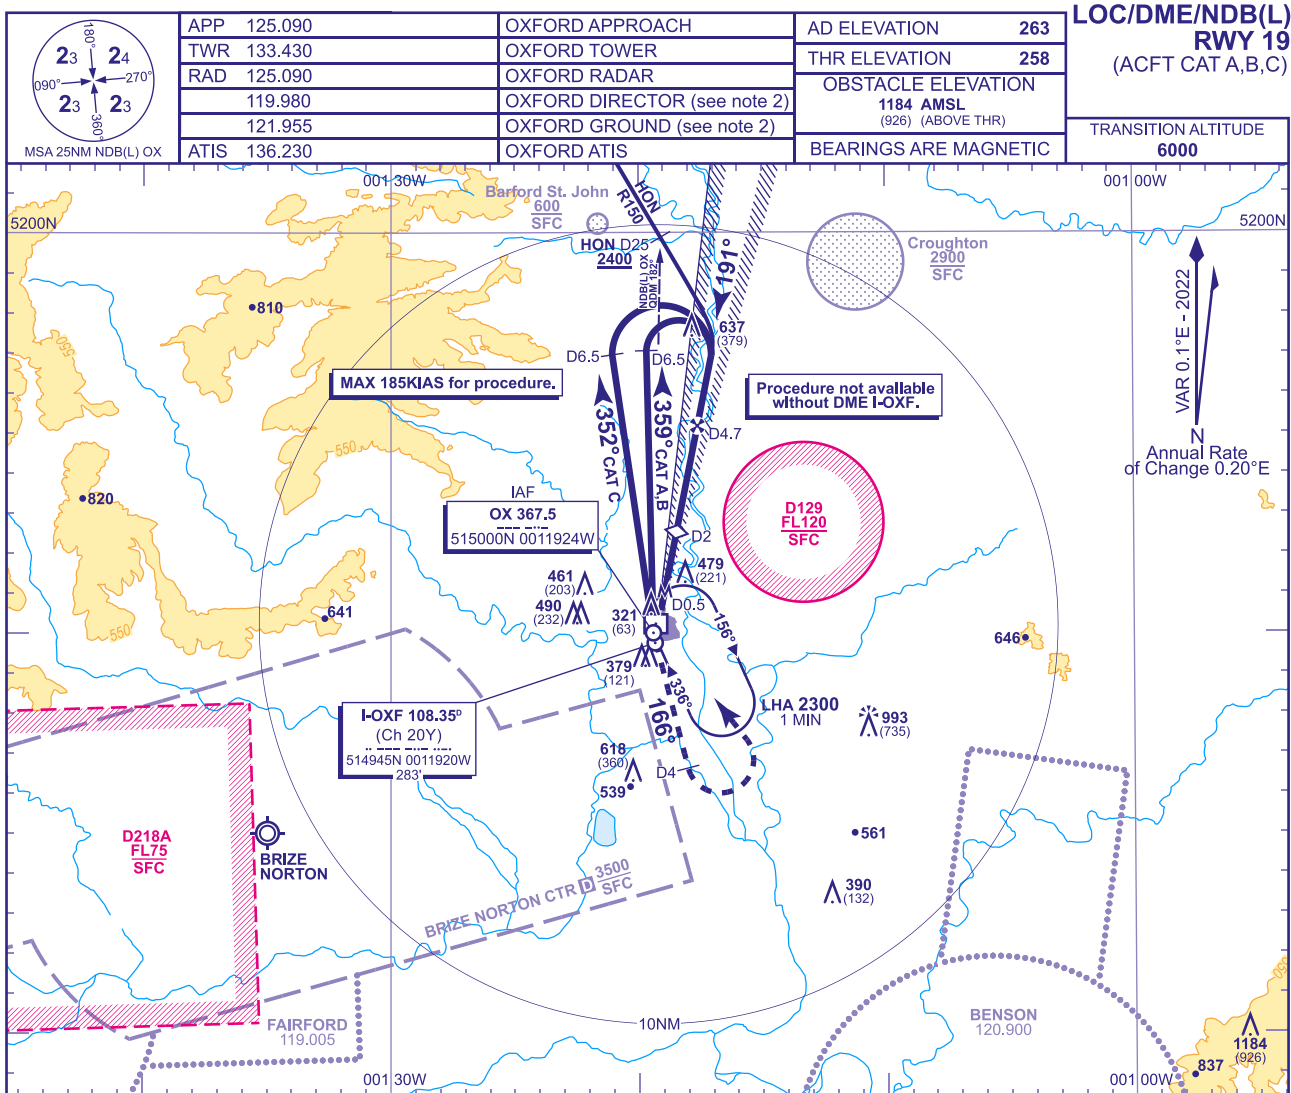 LOC/DME/NDB(L)
RWY 19
(ACFT CAT A,B,C)
TRANSITION ALTITUDE
6000
180°
23 24
090° 270°
23 23
360°
MSA 25NM NDB(L) OX
APP 125.090 OXFORD APPROACH
TWR 133.430 OXFORD TOWER
RAD 125.090 OXFORD RADAR
119.980 OXFORD DIRECTOR (see note 2)
121.955 OXFORD GROUND (see note 2)
ATIS 136.230 OXFORD ATIS
AD ELEVATION 263
THR ELEVATION 258
OBSTACLE ELEVATION
1184 AMSL
(926) (ABOVE THR)
BEARINGS ARE MAGNETIC
001:30W
001:00W
5200N
5200N
Barford St. John
600
SFC
HON
R150
HON D25
2400
NDB(L) OX
QDM 182°
191°
Croughton
2900
SFC
VAR 0.1°E - 2022
N
Annual Rate
of Change 0.20°E
810
550
637
(379)
D6.5
D6.5
MAX 185KIAS for procedure.
Procedure not available
without DME I-OXF.
352° CAT C
359° CAT A,B
D4.7
550
820
IAF
OX 367.5
515000N 0011924W
D129
FL120
SFC
D2
479
(221)
461
(203)
490
(232)
D0.5
321
(63)
641
550
156°
646
379
(121)
336°
166°
LHA 2300
1 MIN
I-OXF 108.35ᴰ
(Ch 20Y)
514945N 0011920W
283'
993
(735)
618
(360)
D4
539
D218A
FL75
SFC
BRIZE
NORTON
561
BRIZE NORTON CTR D 3500
SFC
390
(132)
FAIRFORD
119.005
10NM
BENSON
120.900
550
1184
(926)
837
001:30W
001:00W